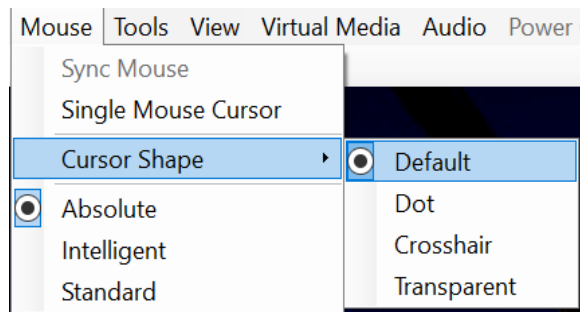 Mouse Tools View Virtual Media Audio Power
Sync Mouse
Single Mouse Cursor
Cursor Shape
Default
Absolute
Dot
Intelligent
Crosshair
Standard
Transparent